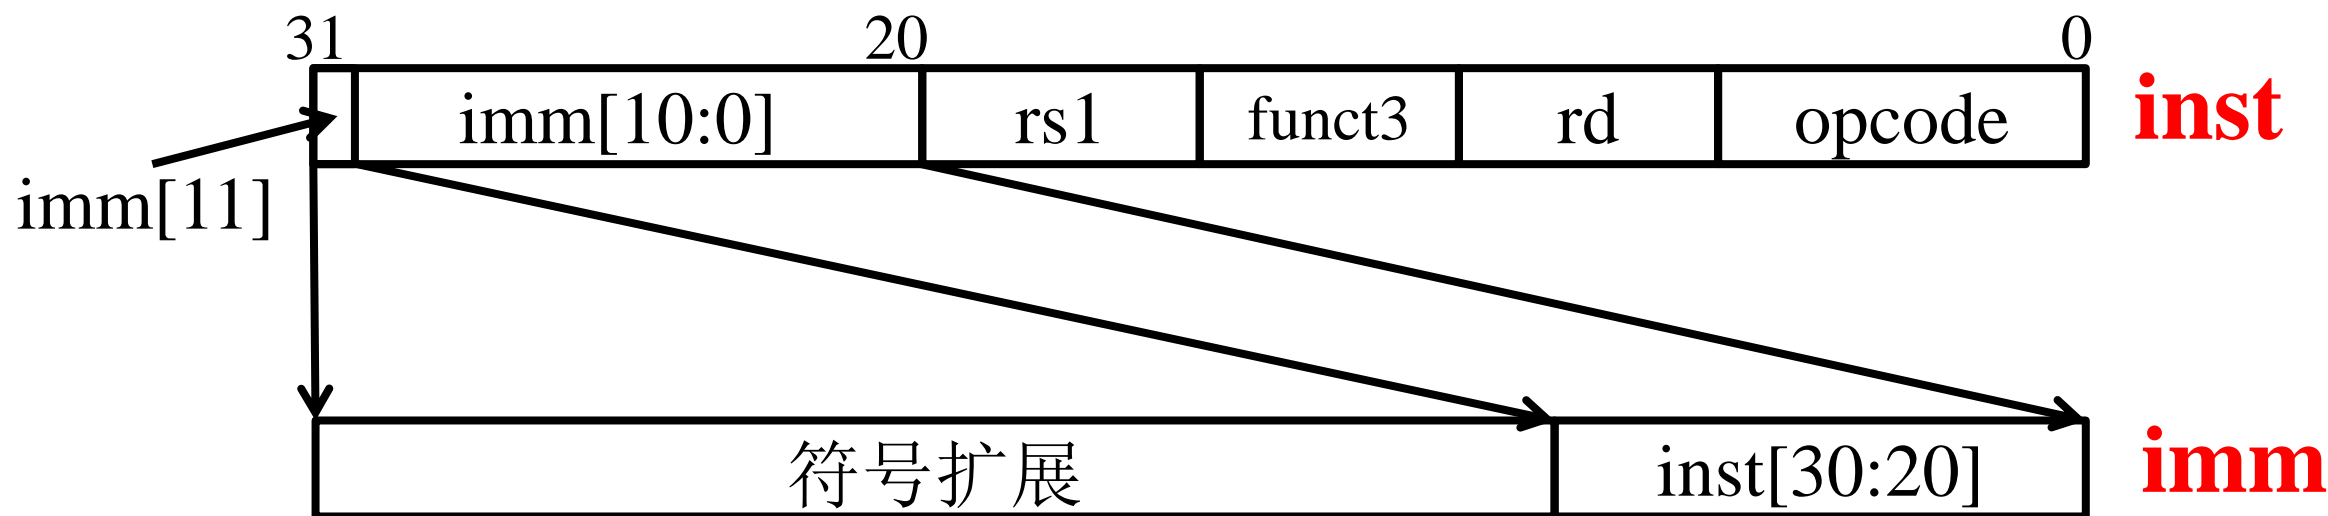 31 20 0
imm[10:0] rs1 funct3 rd opcode inst
imm[11]
符号扩展 inst[30:20] imm